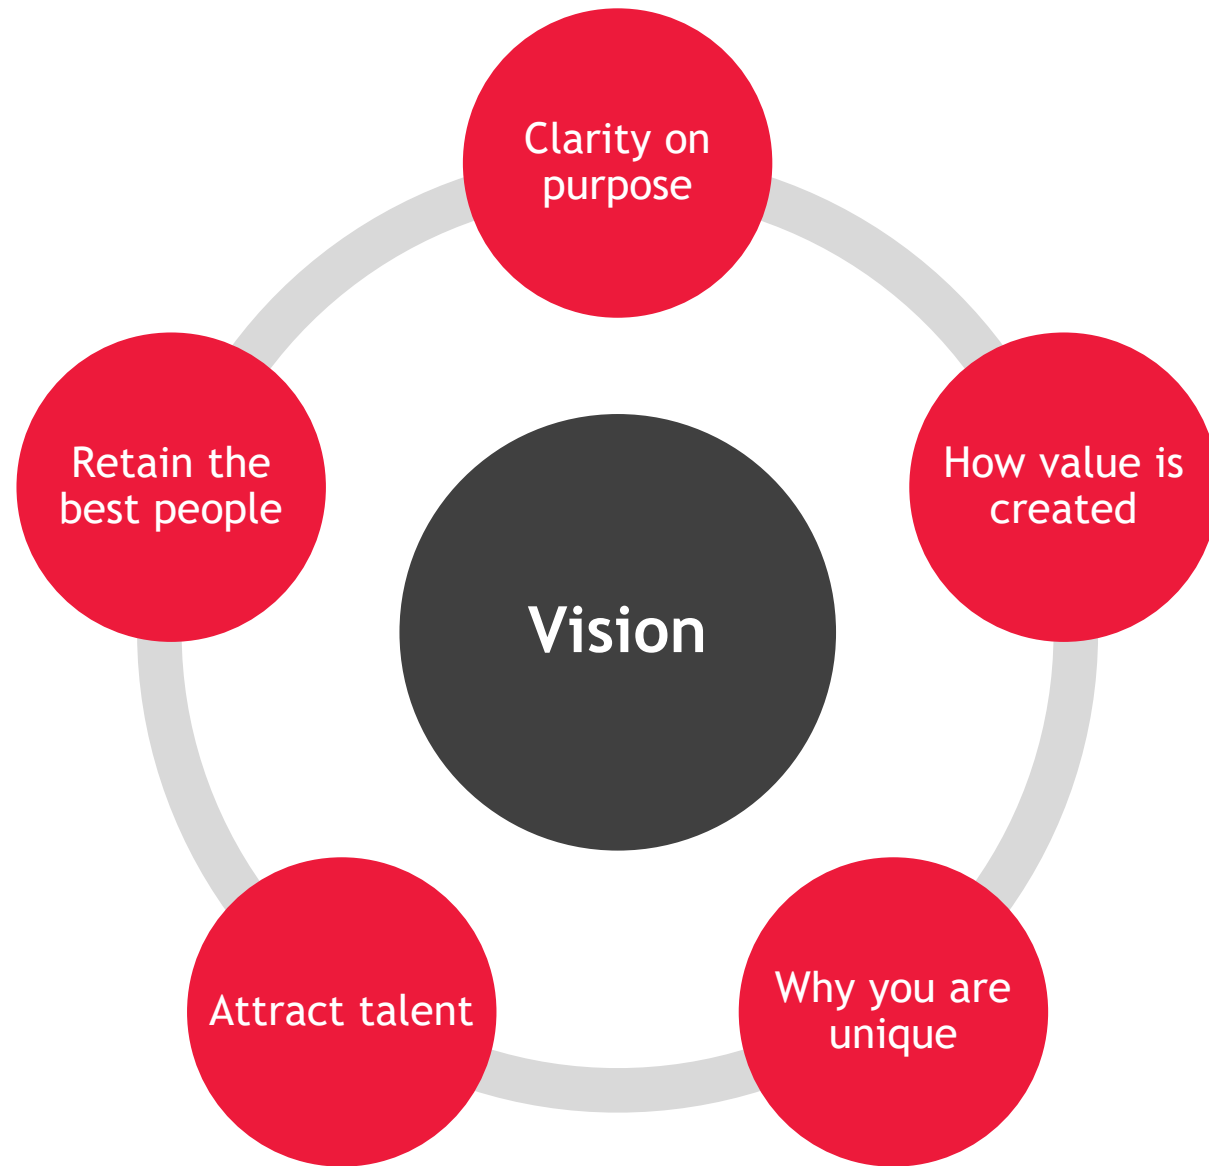 Clarity on
purpose
How value is
created
Why you are
unique
Attract talent
Retain the
best people
Vision